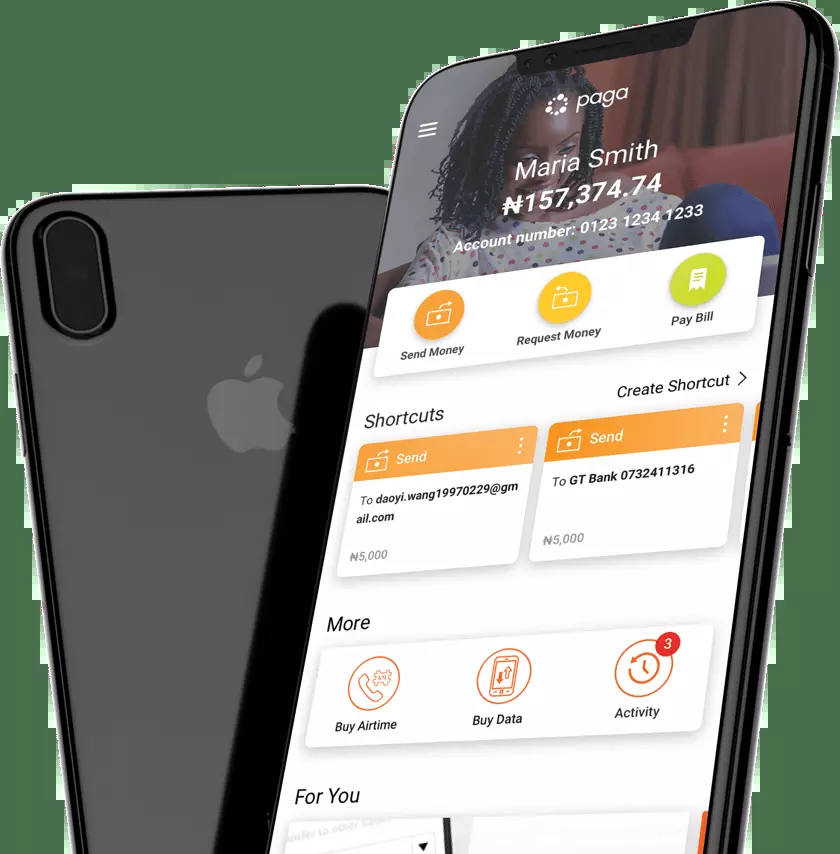 paga
Maria Smith
₦157,374.74
Account number: 0123 1234 1233
Send Money
Request Money
Pay Bill
Create Shortcut
Shortcuts
Send
To daoyi.wang19970229@gm
ail.com
₦5,000
Send
To GT Bank 0732411316
₦5,000
More
Buy Airtime
Buy Data
3
Activity
For You